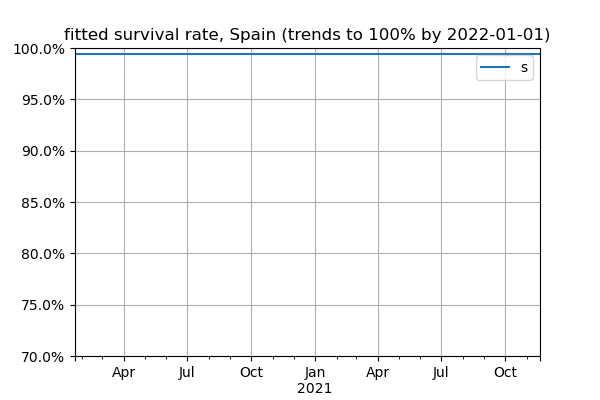 fitted survival rate, Spain (trends to 100% by 2022-01-01)
100.0%
s
95.0%
90.0%
85.0%
80.0%
75.0%
70.0%
Apr Jul Oct Jan Apr Jul Oct
2021